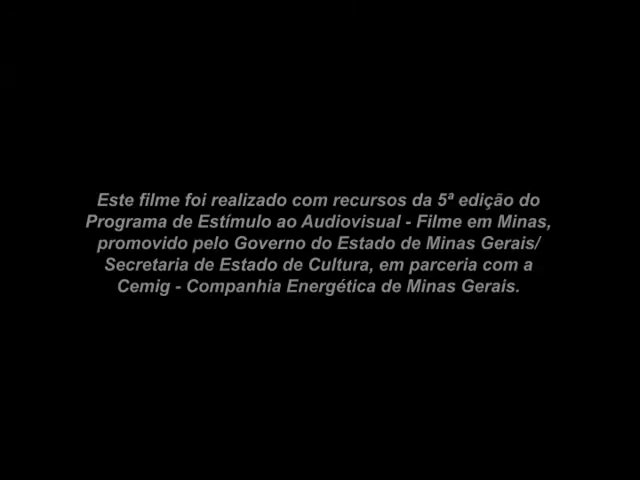 Este filme foi realizado com recursos da 5ª edição do
Programa de Estímulo ao Audiovisual - Filme em Minas,
promovido pelo Governo do Estado de Minas Gerais/
Secretaria de Estado de Cultura, em parceria com a
Cemig - Companhia Energética de Minas Gerais.